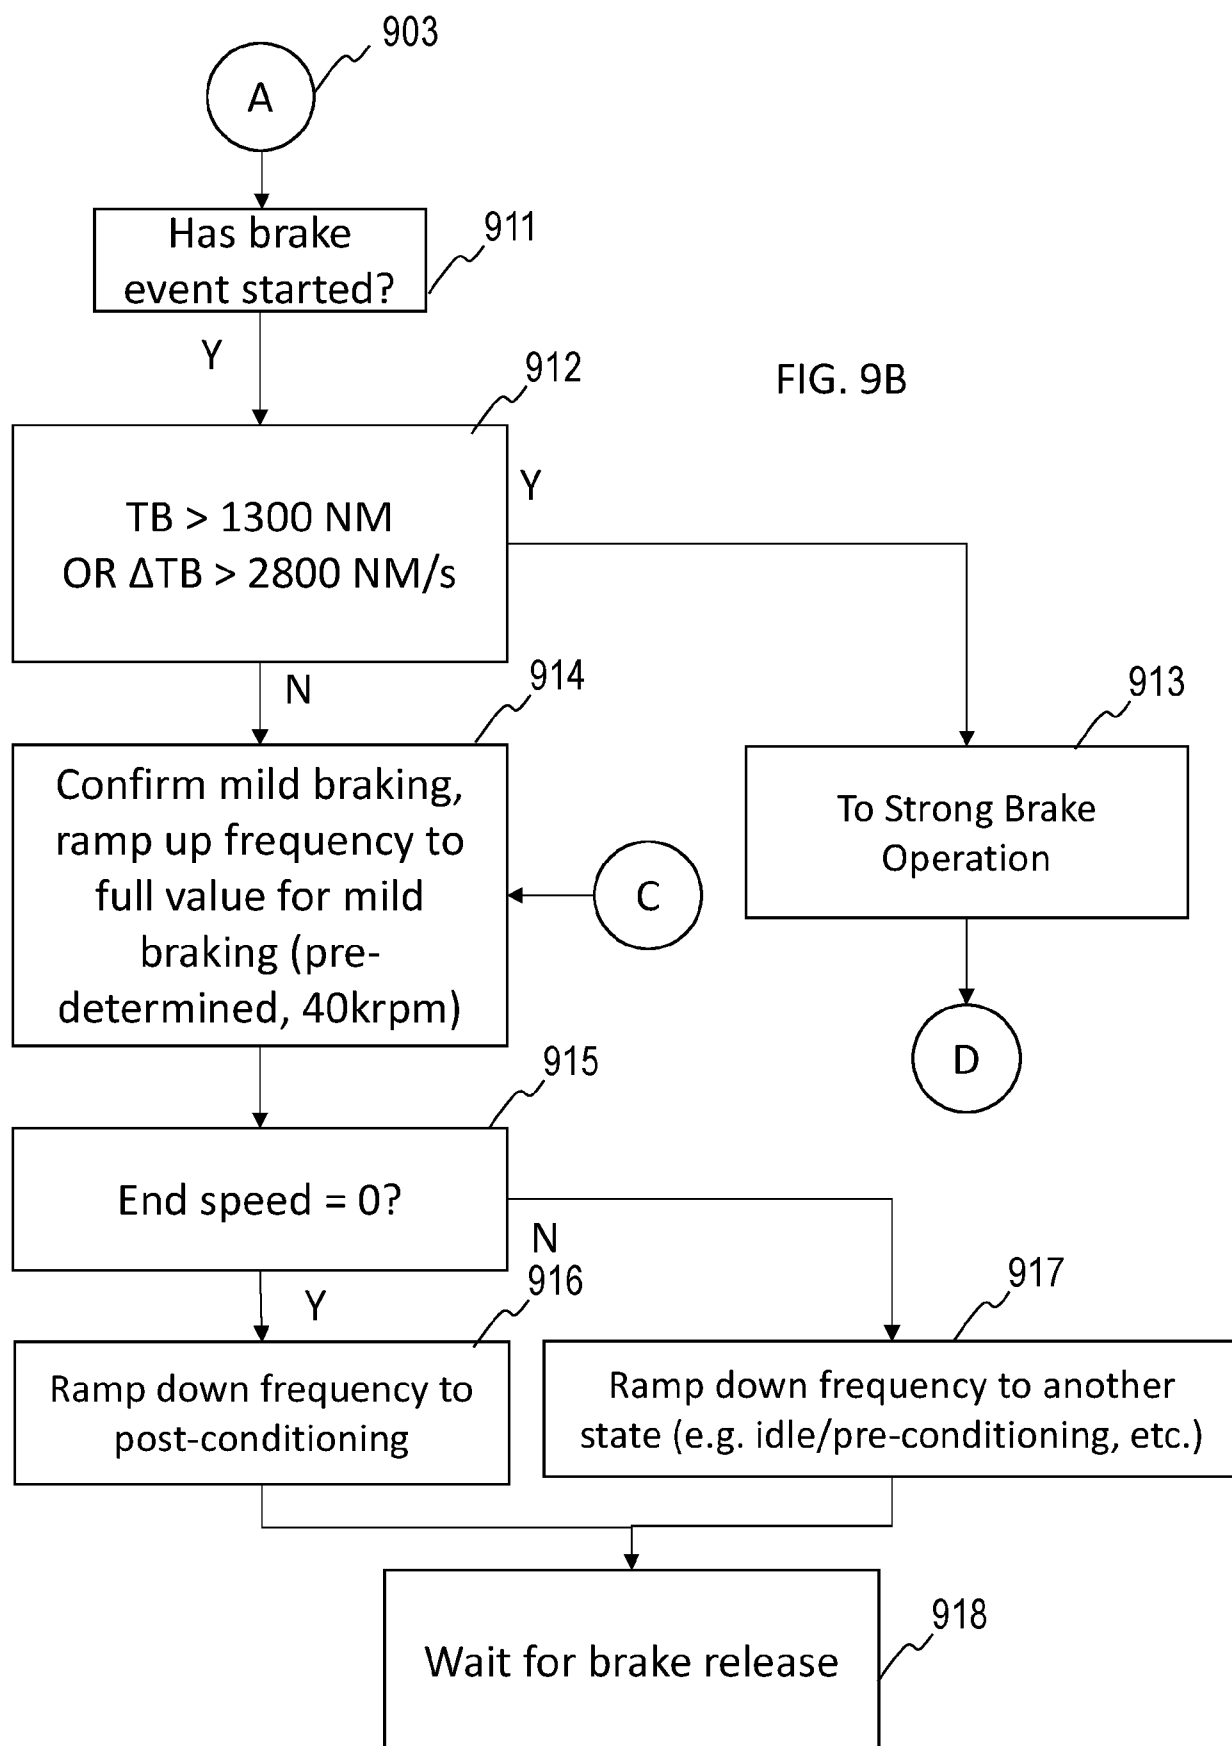 903
A
Has brake
event started?
911
Y
912
FIG. 9B
TB > 1300 NM
OR ΔTB > 2800 NM/s
Y
N
914
913
Confirm mild braking,
ramp up frequency to
full value for mild
braking (pre-
determined, 40krpm)
C
To Strong Brake
Operation
D
915
End speed = 0?
N
Y
916
917
Ramp down frequency to
post-conditioning
Ramp down frequency to another
state (e.g. idle/pre-conditioning, etc.)
918
Wait for brake release